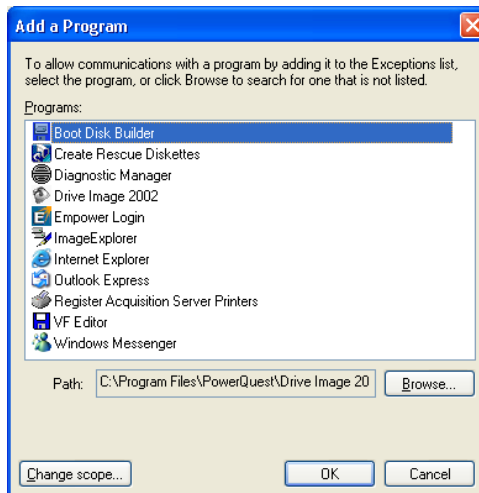 Add a Program
To allow communications with a program by adding it to the Exceptions list,
select the program, or click Browse to search for one that is not listed.
Programs:
Boot Disk Builder
Create Rescue Diskettes
Diagnostic Manager
Drive Image 2002
Empower Login
ImageExplorer
Internet Explorer
Outlook Express
Register Acquisition Server Printers
VF Editor
Windows Messenger
Path: C:\Program Files\PowerQuest\Drive Image 20 Browse...
Change scope... OK Cancel